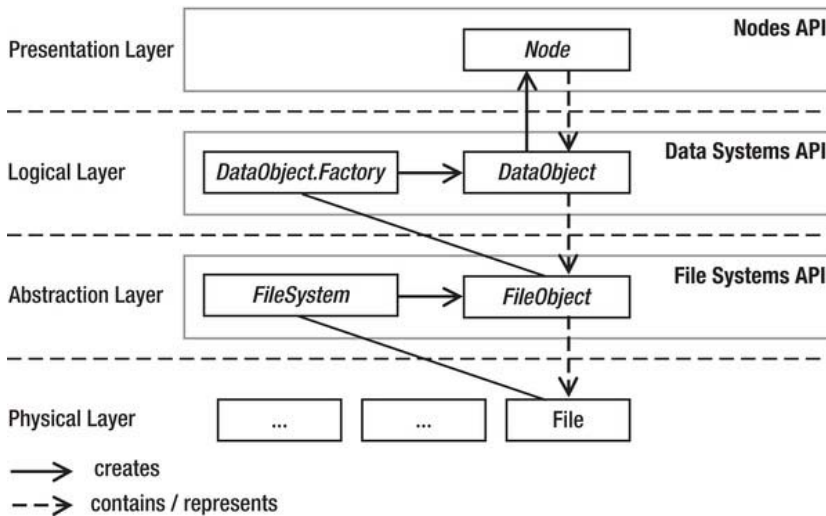 Nodes API
Presentation Layer
Node
Data Systems API
Logical Layer
DataObject.Factory
DataObject
File Systems API
Abstraction Layer
FileSystem
FileObject
Physical Layer
...
...
File
creates
contains / represents